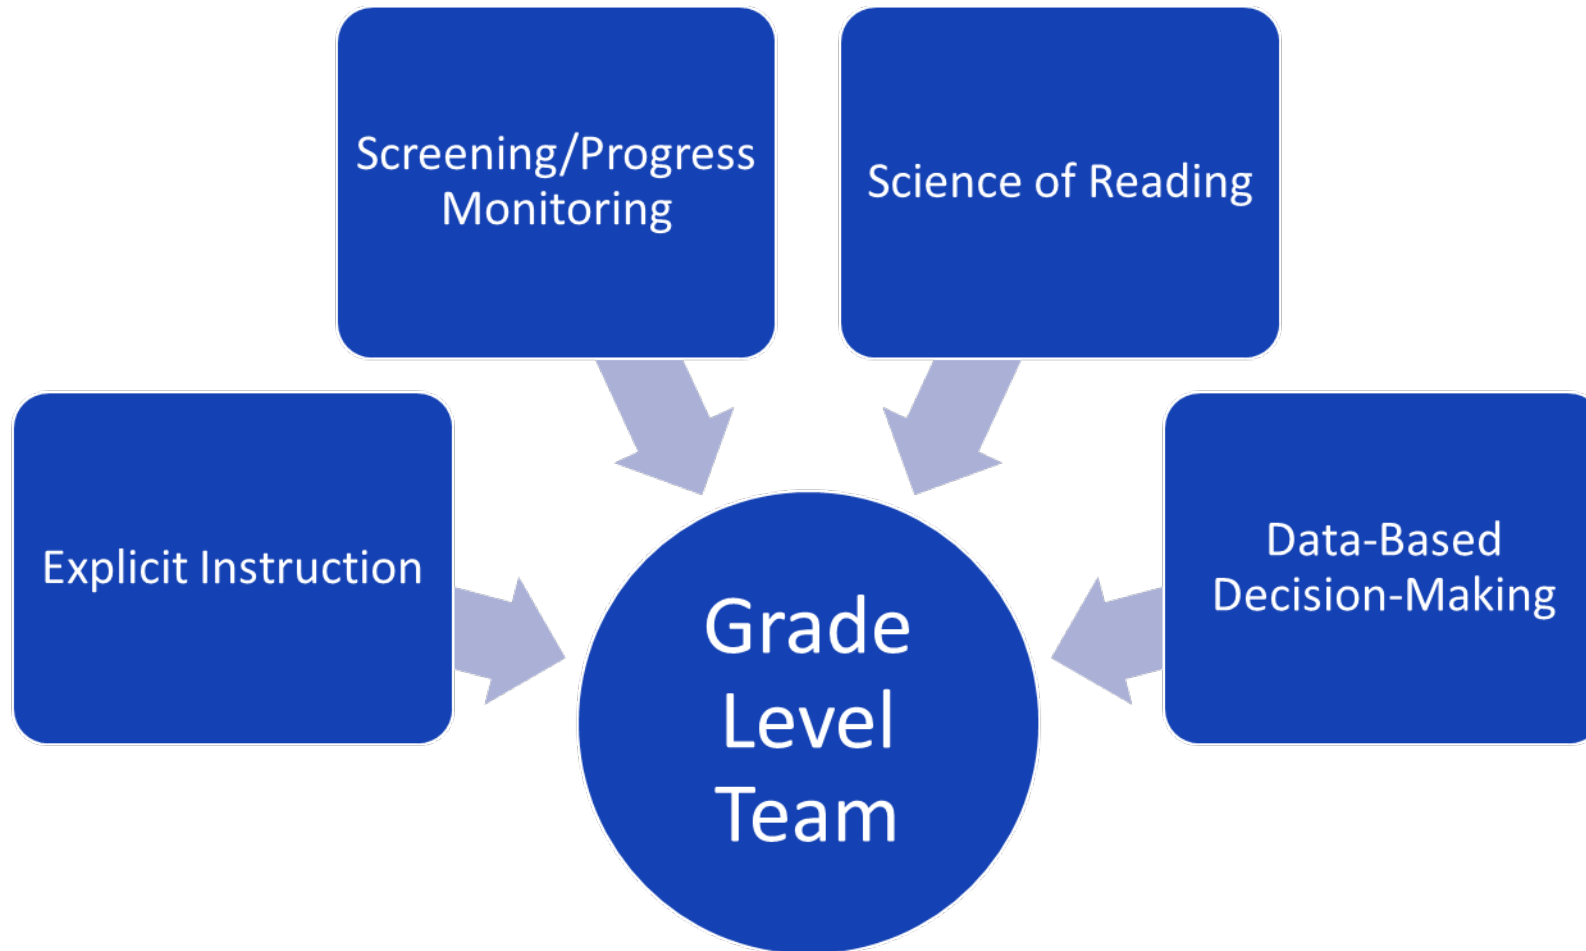 Screening/Progress
Monitoring
Science of Reading
Explicit Instruction
Data-Based
Decision-Making
Grade
Level
Team